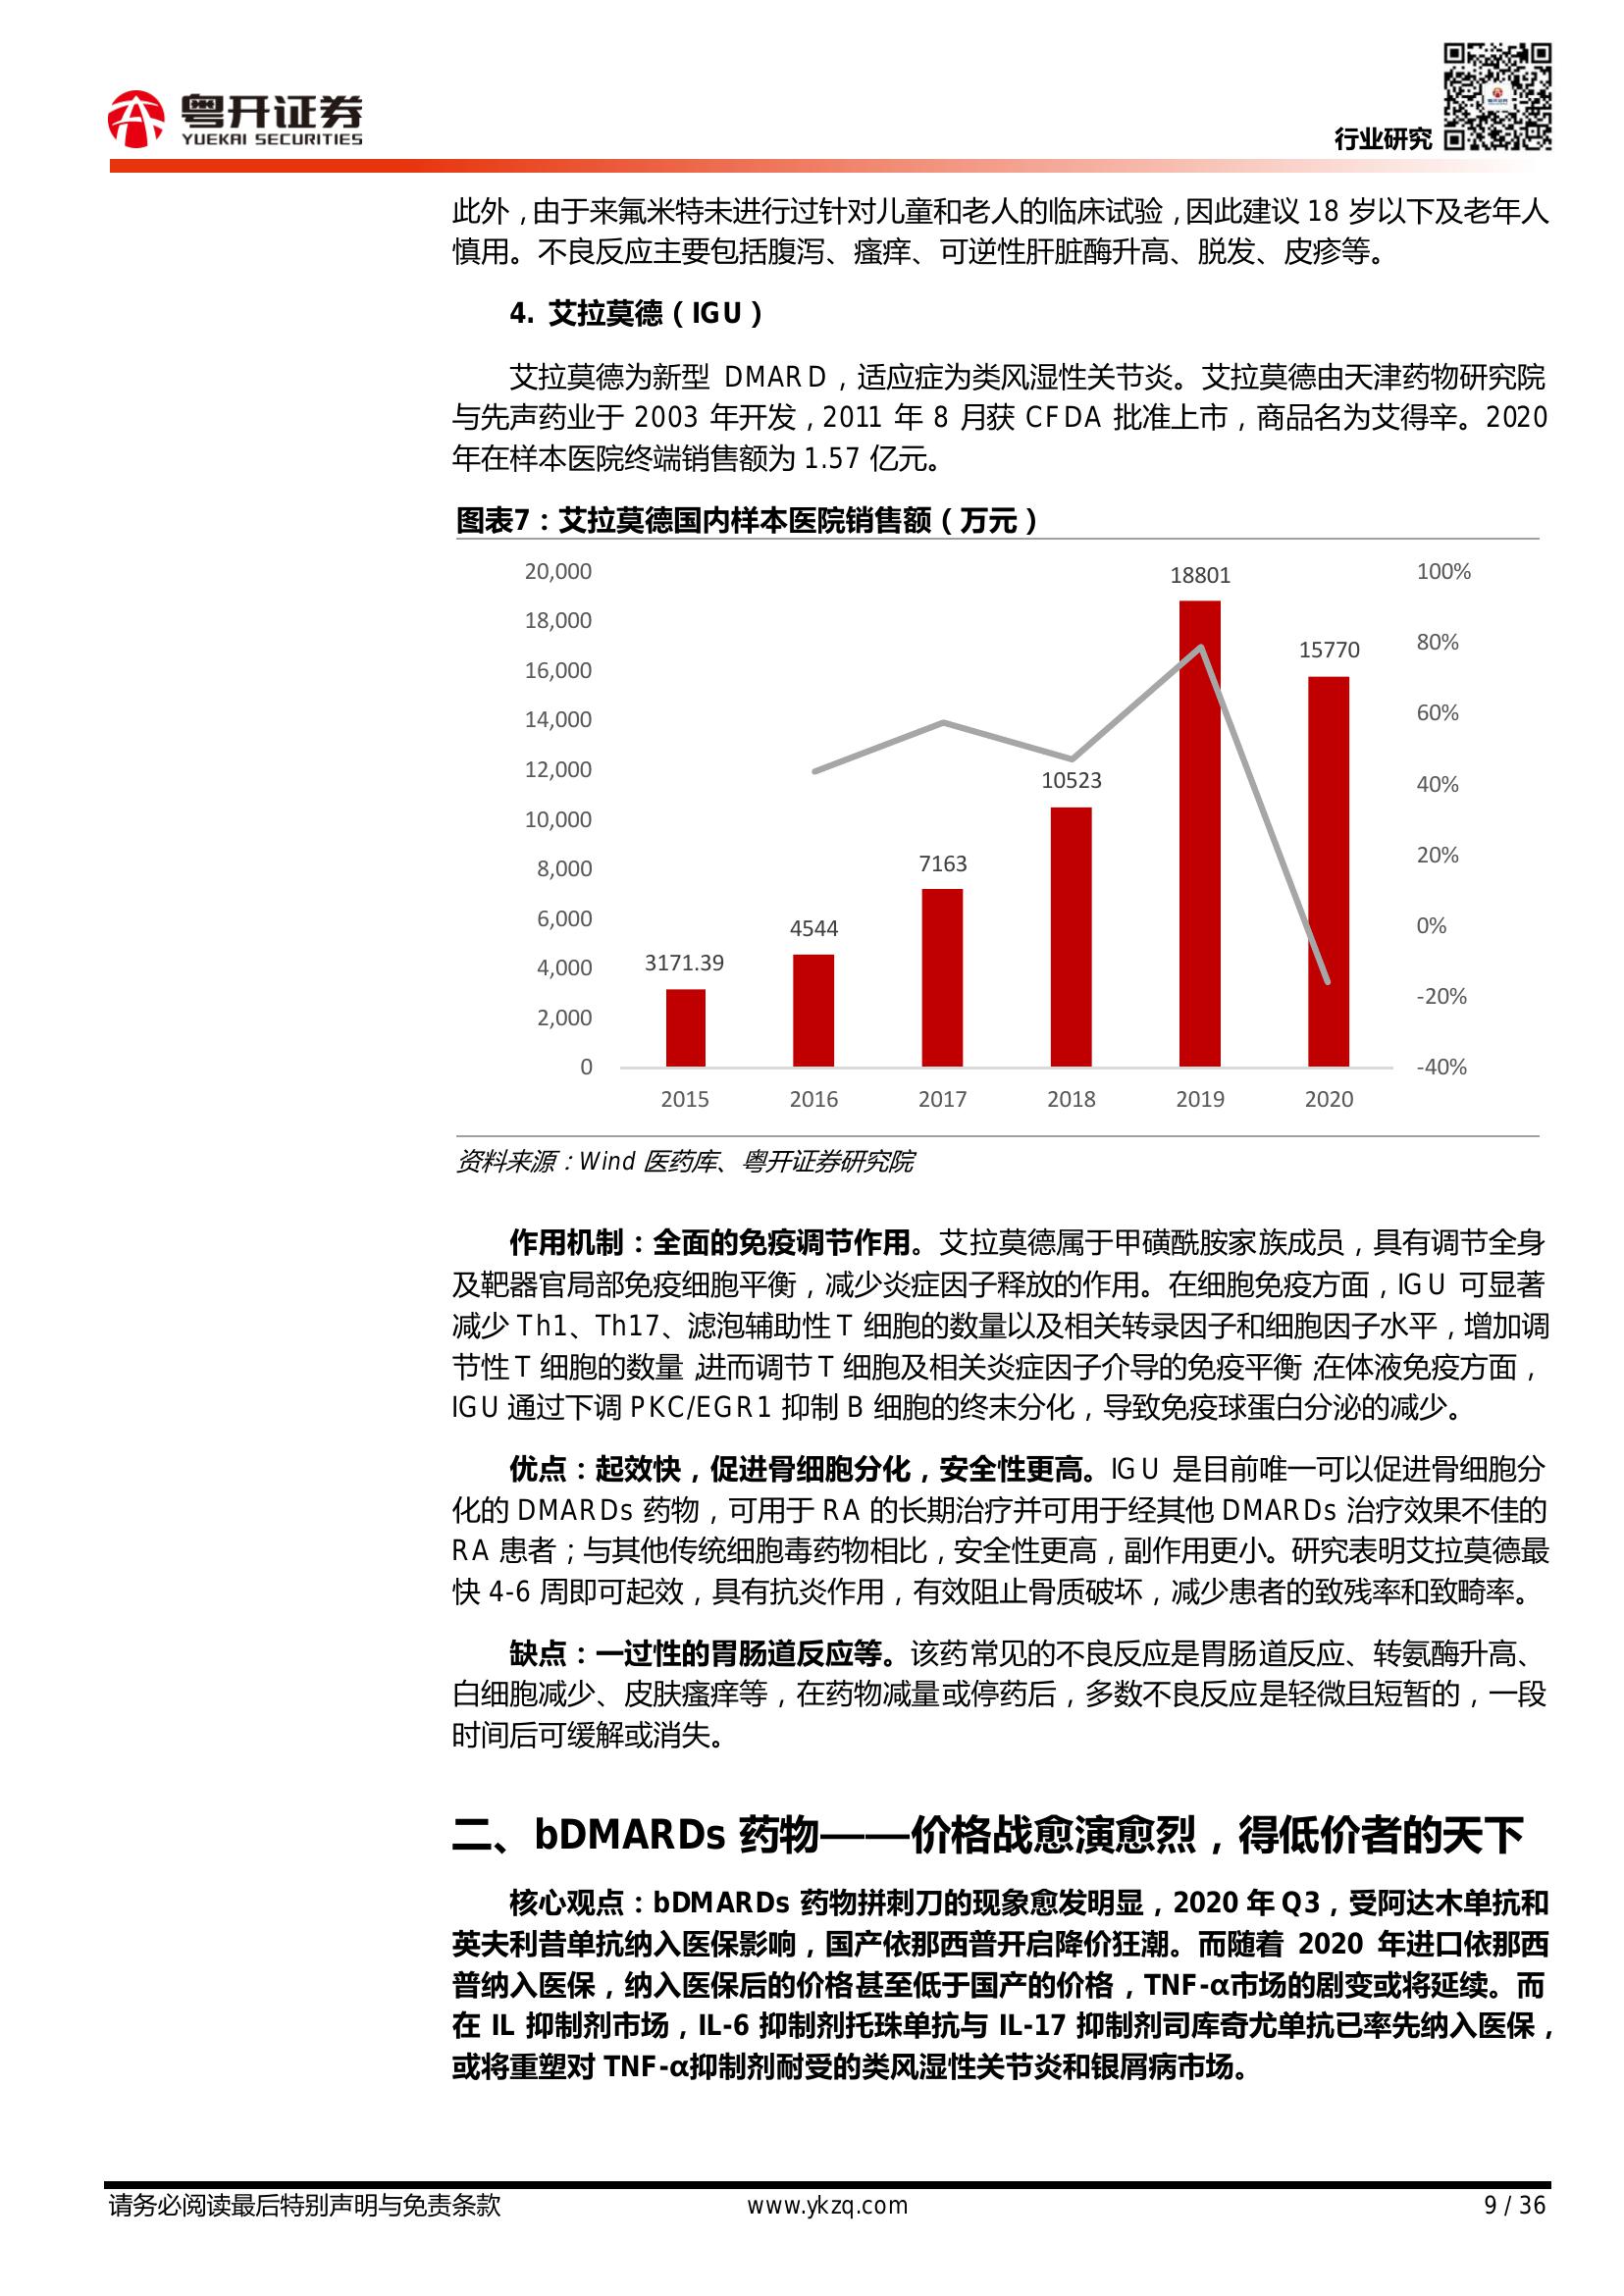 粤开证券
YUEKAI SECURITIES
行业研究
此外，由于来氟米特未进行过针对儿童和老人的临床试验，因此建议 18 岁以下及老年人
慎用。不良反应主要包括腹泻、瘙痒、可逆性肝脏酶升高、脱发、皮疹等。
4. 艾拉莫德（IGU）
艾拉莫德为新型 DMARD，适应症为类风湿性关节炎。艾拉莫德由天津药物研究院
与先声药业于 2003 年开发，2011 年 8 月获 CFDA 批准上市，商品名为艾得辛。2020
年在样本医院终端销售额为 1.57 亿元。
图表7：艾拉莫德国内样本医院销售额（万元）
20,000
18,000
16,000
14,000
12,000
10,000
8,000
6,000
4,000
2,000
0
3171.39
4544
7163
10523
18801
15770
100%
80%
60%
40%
20%
0%
-20%
-40%
2015 2016 2017 2018 2019 2020
资料来源：Wind 医药库、粤开证券研究院
作用机制：全面的免疫调节作用。艾拉莫德属于甲磺酰胺家族成员，具有调节全身
及靶器官局部免疫细胞平衡，减少炎症因子释放的作用。在细胞免疫方面，IGU 可显著
减少 Th1、Th17、滤泡辅助性 T 细胞的数量以及相关转录因子和细胞因子水平，增加调
节性 T 细胞的数量，进而调节 T 细胞及相关炎症因子介导的免疫平衡；在体液免疫方面，
IGU 通过下调 PKC/EGR1 抑制 B 细胞的终末分化，导致免疫球蛋白分泌的减少。
优点：起效快，促进骨细胞分化，安全性更高。IGU 是目前唯一可以促进骨细胞分
化的 DMARDs 药物，可用于 RA 的长期治疗并可用于经其他 DMARDs 治疗效果不佳的
RA 患者；与其他传统细胞毒药物相比，安全性更高，副作用更小。研究表明艾拉莫德最
快 4-6 周即可起效，具有抗炎作用，有效阻止骨质破坏，减少患者的致残率和致畸率。
缺点：一过性的胃肠道反应等。该药常见的不良反应是胃肠道反应、转氨酶升高、
白细胞减少、皮肤瘙痒等，在药物减量或停药后，多数不良反应是轻微且短暂的，一段
时间后可缓解或消失。
二、bDMARDs 药物——价格战愈演愈烈，得低价者的天下
核心观点：bDMARDs 药物拼刺刀的现象愈发明显，2020 年 Q3，受阿达木单抗和
英夫利昔单抗纳入医保影响，国产依那西普开启降价狂潮。而随着 2020 年进口依那西
普纳入医保，纳入医保后的价格甚至低于国产的价格，TNF-α市场的剧变或将延续。而
在 IL 抑制剂市场，IL-6 抑制剂托珠单抗与 IL-17 抑制剂司库奇尤单抗已率先纳入医保，
或将重塑对 TNF-α抑制剂耐受的类风湿性关节炎和银屑病市场。
请务必阅读最后特别声明与免责条款
www.ykzq.com
9 / 36